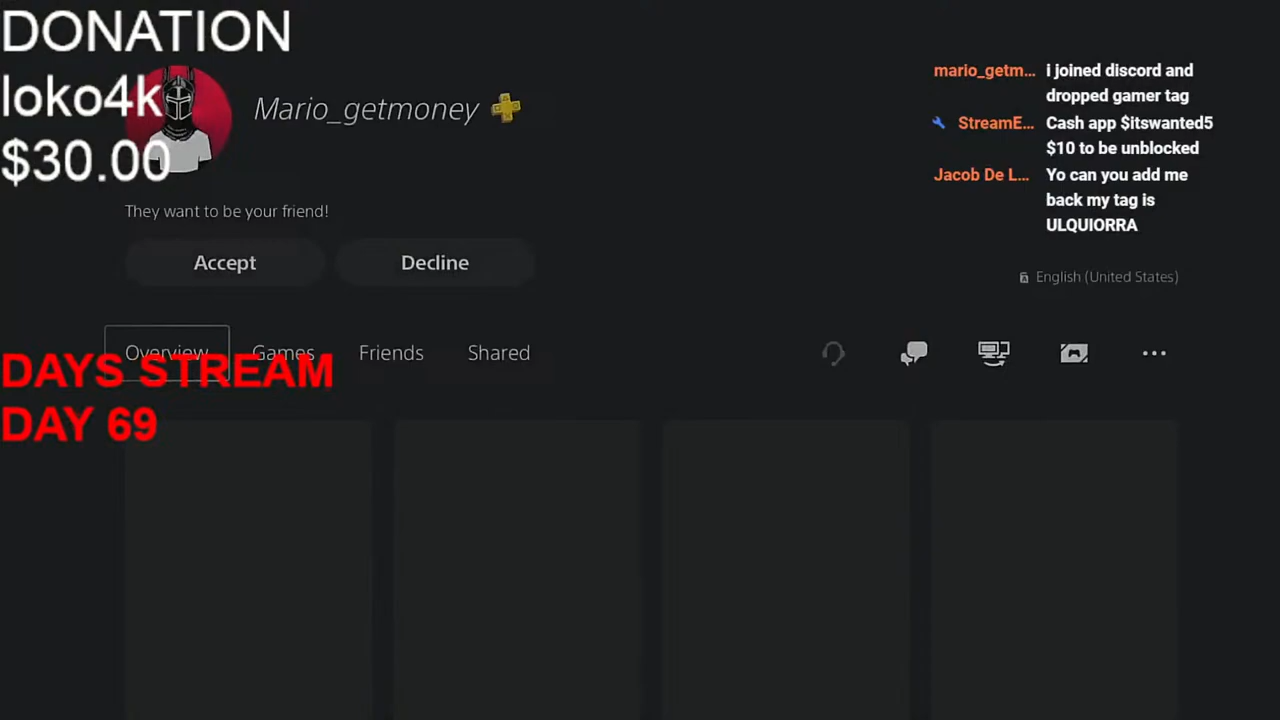 DONATION
loko4k
$30.00
Mario_getmoney
They want to be your friend!
Accept
Decline
mario_getm... i joined discord and
dropped gamer tag
StreamE... Cash app $itswanted5
$10 to be unblocked
Jacob De L... Yo can you add me
back my tag is
ULQUIORRA
English (United States)
Overview
Games
Friends
Shared
DAYS STREAM
DAY 69